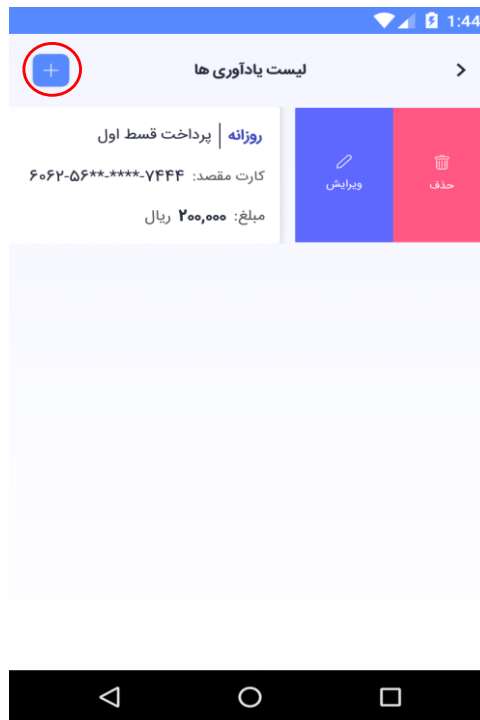 1:44
لیست یادآوری ها
روزانه | پرداخت قسط اول
کارت مقصد: ۶۰۶۲-۵۶**-****-۷۴۴۴
مبلغ: ۲۰۰,۰۰۰ ریال
ویرایش
حذف